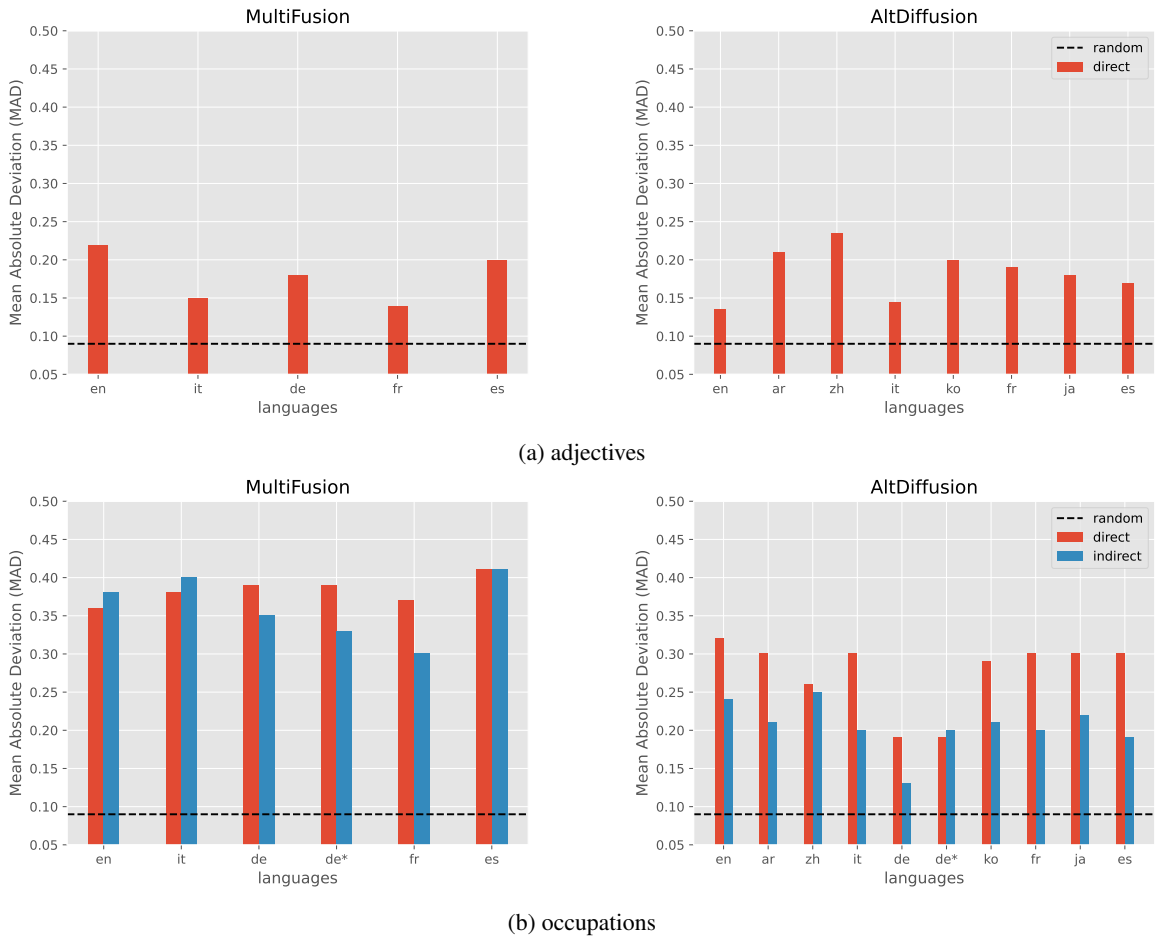 MultiFusion
Mean Absolute Deviation (MAD)
0.50
0.45
0.40
0.35
0.30
0.25
0.20
0.15
0.10
0.05
en it de fr es
languages
AltDiffusion
Mean Absolute Deviation (MAD)
0.50
0.45
0.40
0.35
0.30
0.25
0.20
0.15
0.10
0.05
random
direct
en ar zh it ko fr ja es
languages
(a) adjectives
MultiFusion
Mean Absolute Deviation (MAD)
0.50
0.45
0.40
0.35
0.30
0.25
0.20
0.15
0.10
0.05
en it de de* fr es
languages
AltDiffusion
Mean Absolute Deviation (MAD)
0.50
0.45
0.40
0.35
0.30
0.25
0.20
0.15
0.10
0.05
random
direct
indirect
en ar zh it de de* ko fr ja es
languages
(b) occupations